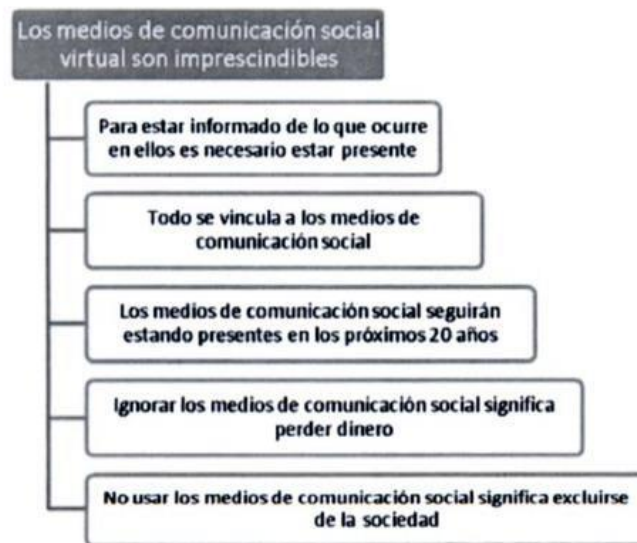 Los medios de comunicación social
virtual son imprescindibles
Para estar informado de lo que ocurre
en ellos es necesario estar presente
Todo se vincula a los medios de
comunicación social
Los medios de comunicación social seguirán
estando presentes en los próximos 20 años
Ignorar los medios de comunicación social significa
perder dinero
No usar los medios de comunicación social significa excluirse
de la sociedad